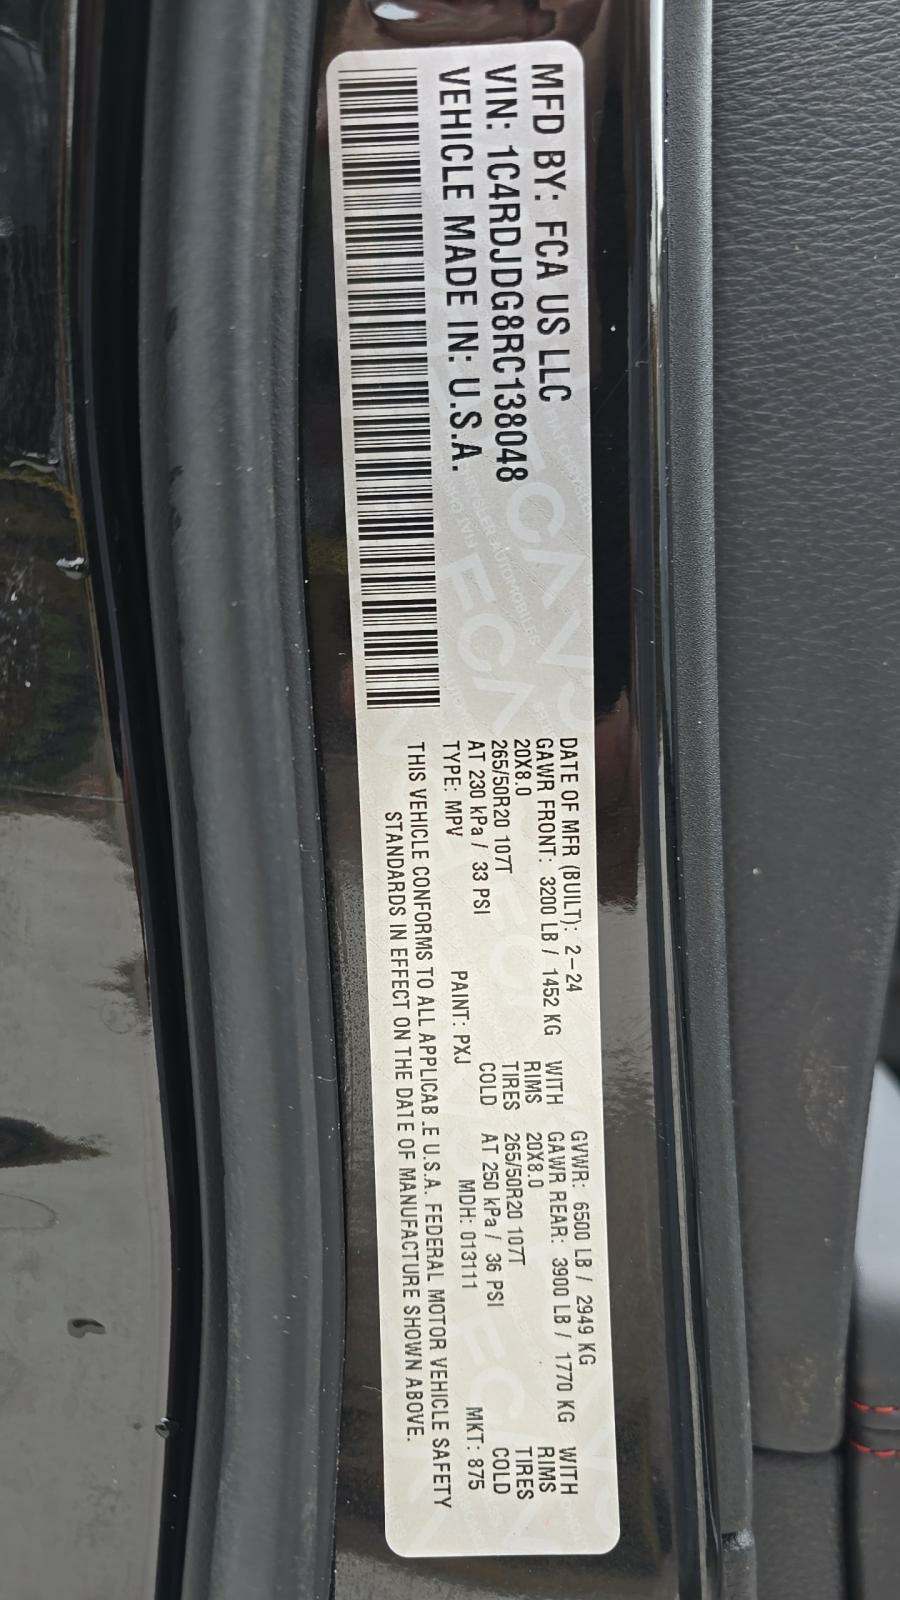 MFD BY: FCA US LLC
VIN: 1C4RDJDG8RC138048
VEHICLE MADE IN: U.S.A.
DATE OF MFR (BUILT): 2-24 GVWR: 6500 LB / 2949 KG
GAWR FRONT: 3200 LB / 1452 KG WITH GAWR REAR: 3900 LB / 1770 KG WITH
20X8.0 RIMS 20X8.0 RIMS
265/50R20 107T TIRES 265/50R20 107T TIRES
AT 230 kPa / 33 PSI COLD AT 250 kPa / 36 PSI COLD
TYPE: MPV PAINT: PXJ MDH: 013111 MKT: 875
THIS VEHICLE CONFORMS TO ALL APPLICAB.E U.S.A. FEDERAL MOTOR VEHICLE SAFETY
STANDARDS IN EFFECT ON THE DATE OF MANUFACTURE SHOWN ABOVE.